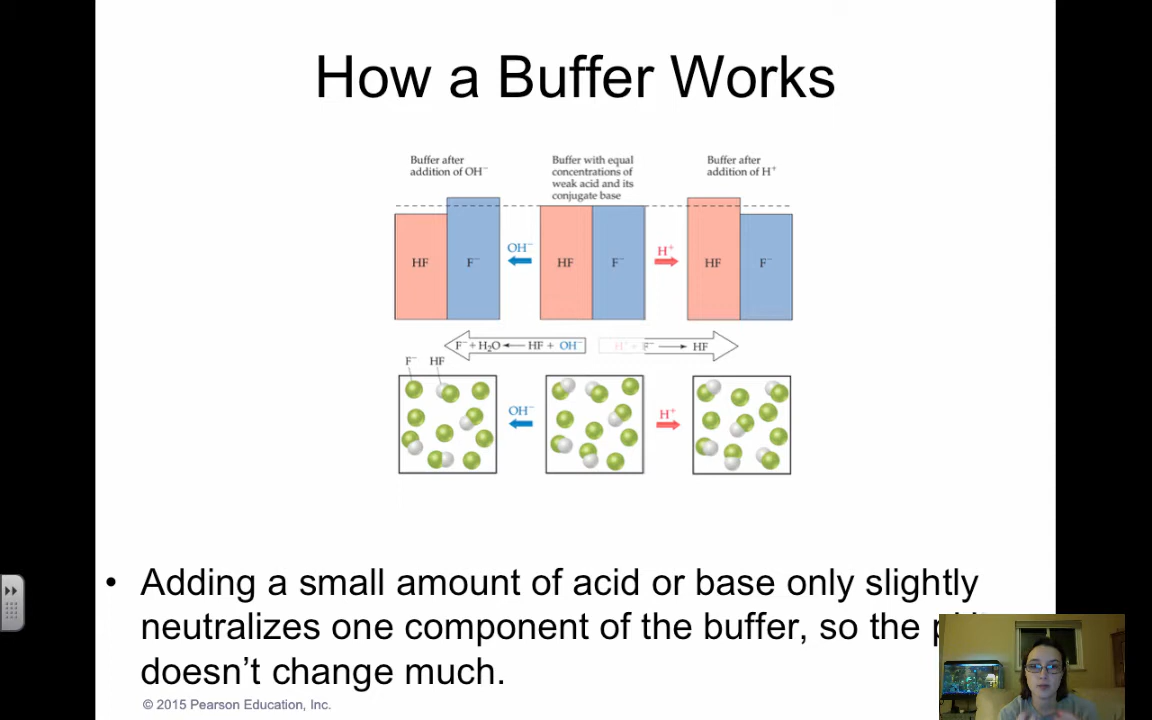 How a Buffer Works
Buffer after
addition of OH⁻
Buffer with equal
concentrations of
weak acid and its
conjugate base
Buffer after
addition of H⁺
HF F⁻
OH⁻
HF F⁻
H⁺
HF F⁻
F⁻ + H₂O ← HF + OH⁻
H⁺ + F⁻ → HF
F⁻ HF
OH⁻
H⁺
• Adding a small amount of acid or base only slightly
neutralizes one component of the buffer, so the
doesn’t change much.
© 2015 Pearson Education, Inc.